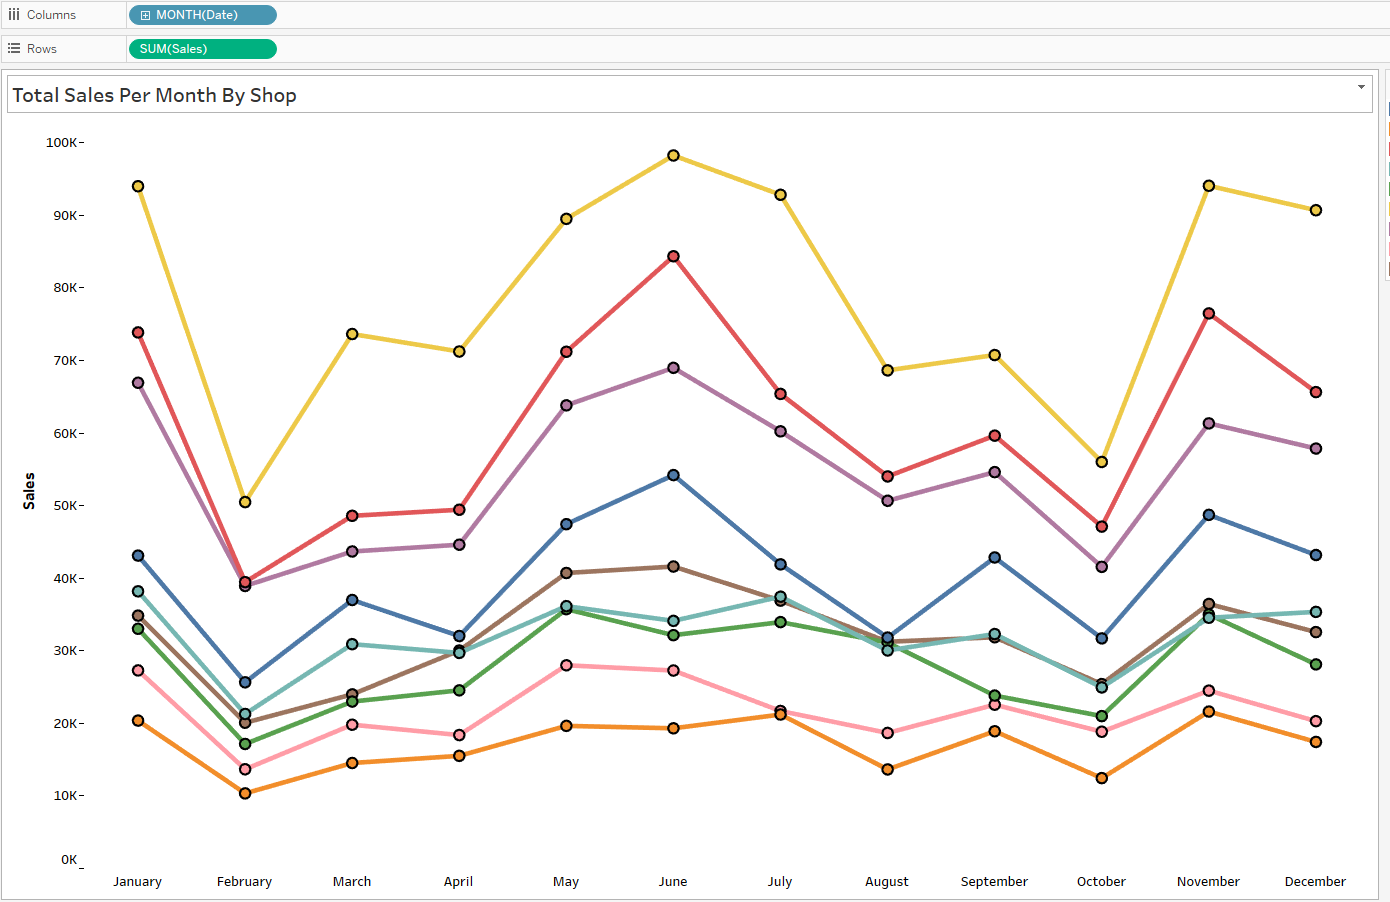 Columns
MONTH(Date)
Rows
SUM(Sales)
Total Sales Per Month By Shop
100K
90K
80K
70K
60K
50K
40K
30K
20K
10K
0K
Sales
January February March April May June July August September October November December